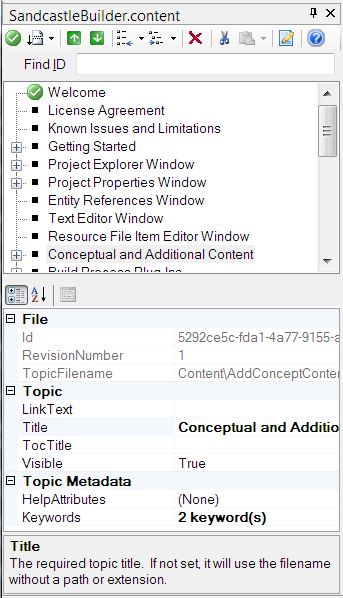 SandcastleBuilder.content
Find ID
Welcome
License Agreement
Known Issues and Limitations
Getting Started
Project Explorer Window
Project Properties Window
Entity References Window
Text Editor Window
Resource File Item Editor Window
Conceptual and Additional Content
Build Process Plug Ins
File
Id 5292ce5c-fda1-4a77-9155-a
RevisionNumber 1
TopicFilename Content\AddConceptConte
Topic
LinkText
Title Conceptual and Additio
TocTitle
Visible True
Topic Metadata
HelpAttributes (None)
Keywords 2 keyword(s)
Title
The required topic title. If not set, it will use the filename
without a path or extension.